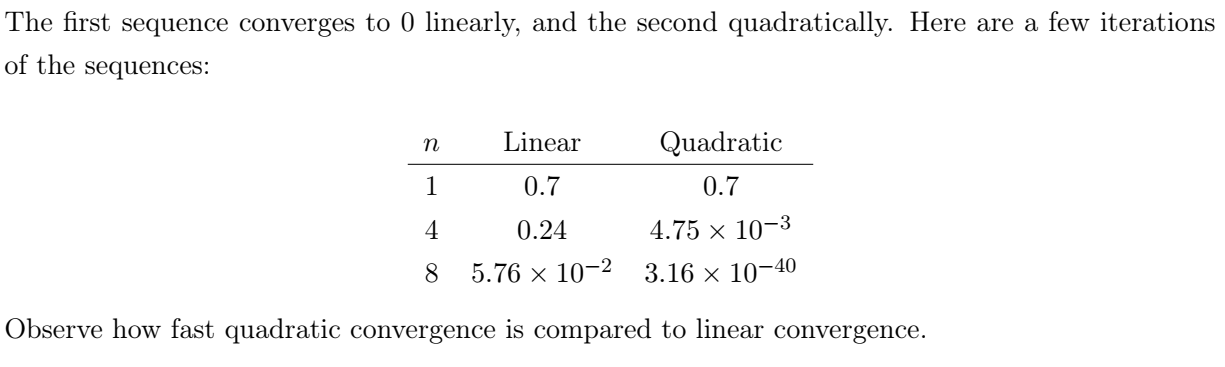 The first sequence converges to 0 linearly, and the second quadratically. Here are a few iterations
of the sequences:
n Linear Quadratic
1 0.7 0.7
4 0.24 4.75 × 10⁻³
8 5.76 × 10⁻² 3.16 × 10⁻⁴⁰
Observe how fast quadratic convergence is compared to linear convergence.